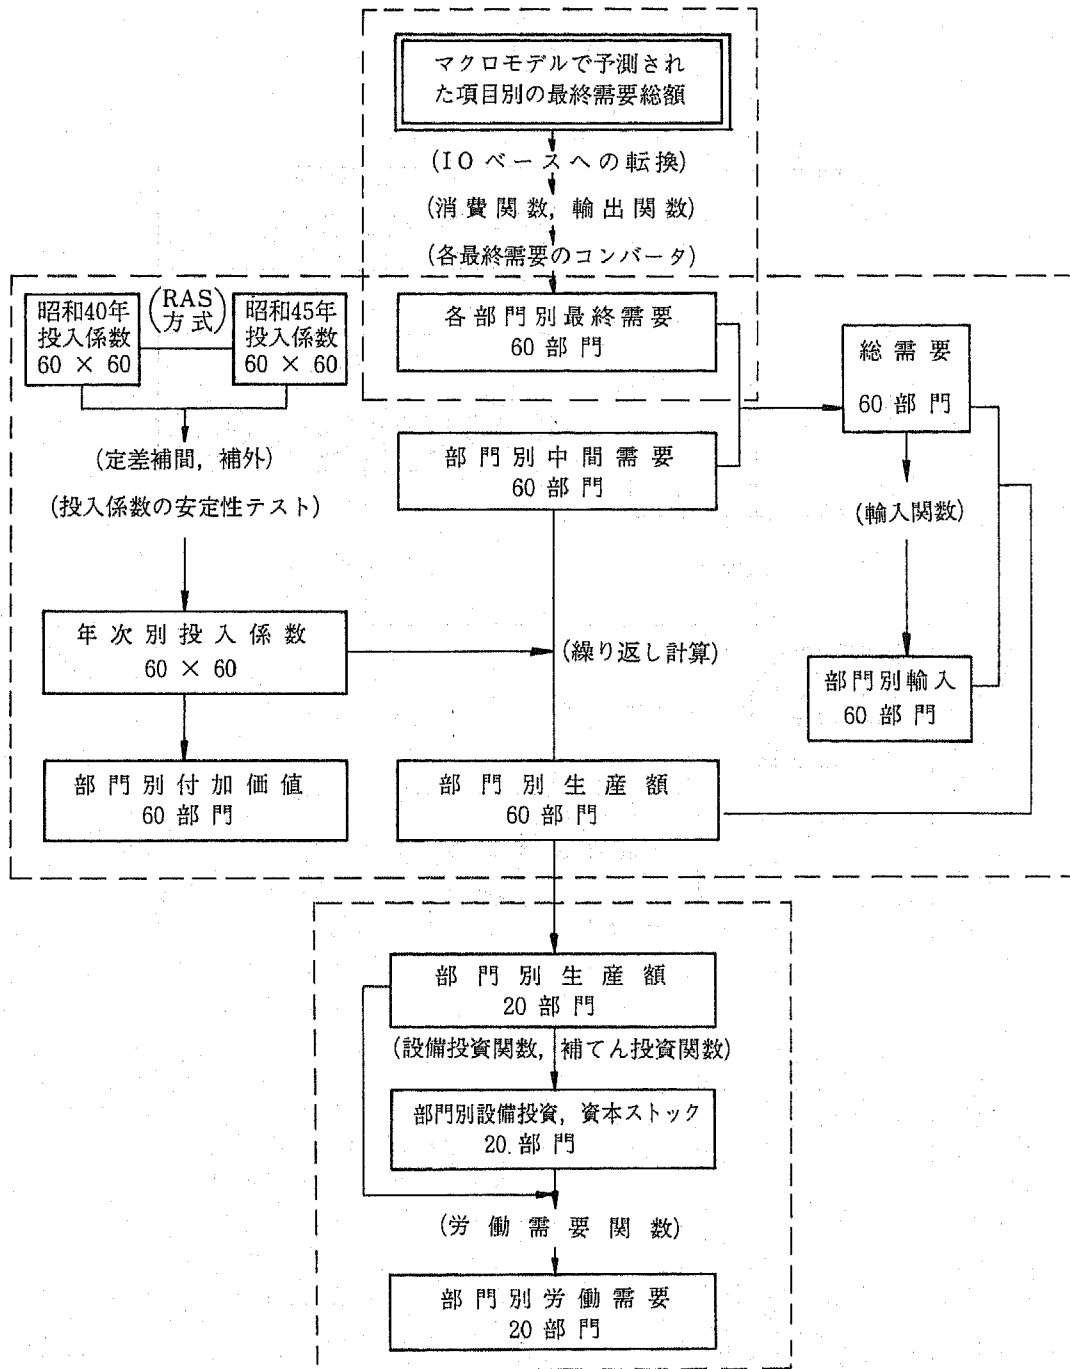 マクロモデルで予測され
た項目別の最終需要総額
(IOベースへの転換)
(消費関数, 輸出関数)
(各最終需要のコンバータ)
昭和40年
投入係数
60 × 60
(RAS
方式)
昭和45年
投入係数
60 × 60
各部門別最終需要
60 部門
総需要
60 部門
(定差補間, 補外)
(投入係数の安定性テスト)
部門別中間需要
60 部門
(輸入関数)
年次別投入係数
60 × 60
(繰り返し計算)
部門別輸入
60 部門
部門別付加価値
60 部門
部門別生産額
60 部門
部門別生産額
20 部門
(設備投資関数, 補てん投資関数)
部門別設備投資, 資本ストック
20. 部門
(労働需要関数)
部門別労働需要
20 部門